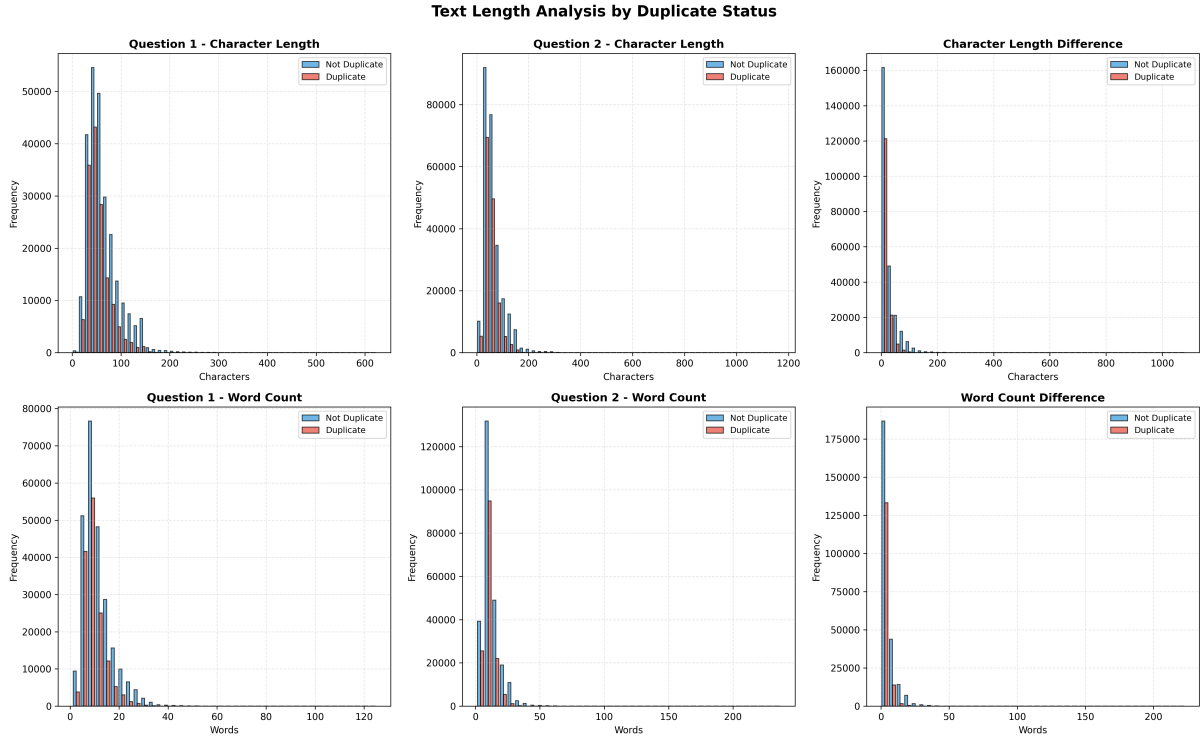 Text Length Analysis by Duplicate Status
Question 1 - Character Length
Not Duplicate
Duplicate
Frequency
50000
40000
30000
20000
10000
0
0 100 200 300 400 500 600
Characters
Question 2 - Character Length
Not Duplicate
Duplicate
Frequency
80000
60000
40000
20000
0
0 200 400 600 800 1000 1200
Characters
Character Length Difference
Not Duplicate
Duplicate
Frequency
160000
140000
120000
100000
80000
60000
40000
20000
0
0 200 400 600 800 1000
Characters
Question 1 - Word Count
Not Duplicate
Duplicate
Frequency
80000
70000
60000
50000
40000
30000
20000
10000
0
0 20 40 60 80 100 120
Words
Question 2 - Word Count
Not Duplicate
Duplicate
Frequency
120000
100000
80000
60000
40000
20000
0
0 50 100 150 200
Words
Word Count Difference
Not Duplicate
Duplicate
Frequency
175000
150000
125000
100000
75000
50000
25000
0
0 50 100 150 200
Words